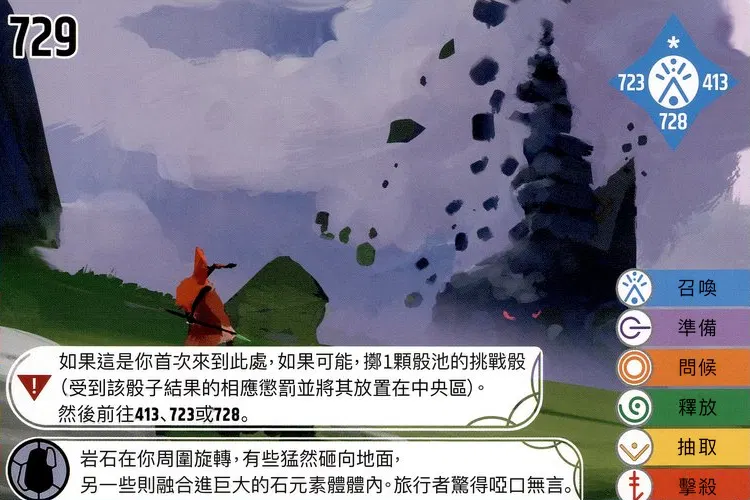 729
*
723 413
728
召喚
準備
問候
釋放
抽取
擊殺
如果這是你首次來到此處,如果可能,擲1顆骰池的挑戰骰
(受到該骰子結果的相應懲罰並將其放置在中央區)。
然後前往413、723或728。
岩石在你周圍旋轉,有些猛然砸向地面,
另一些則融合進巨大的石元素體體內。旅行者驚得啞口無言。